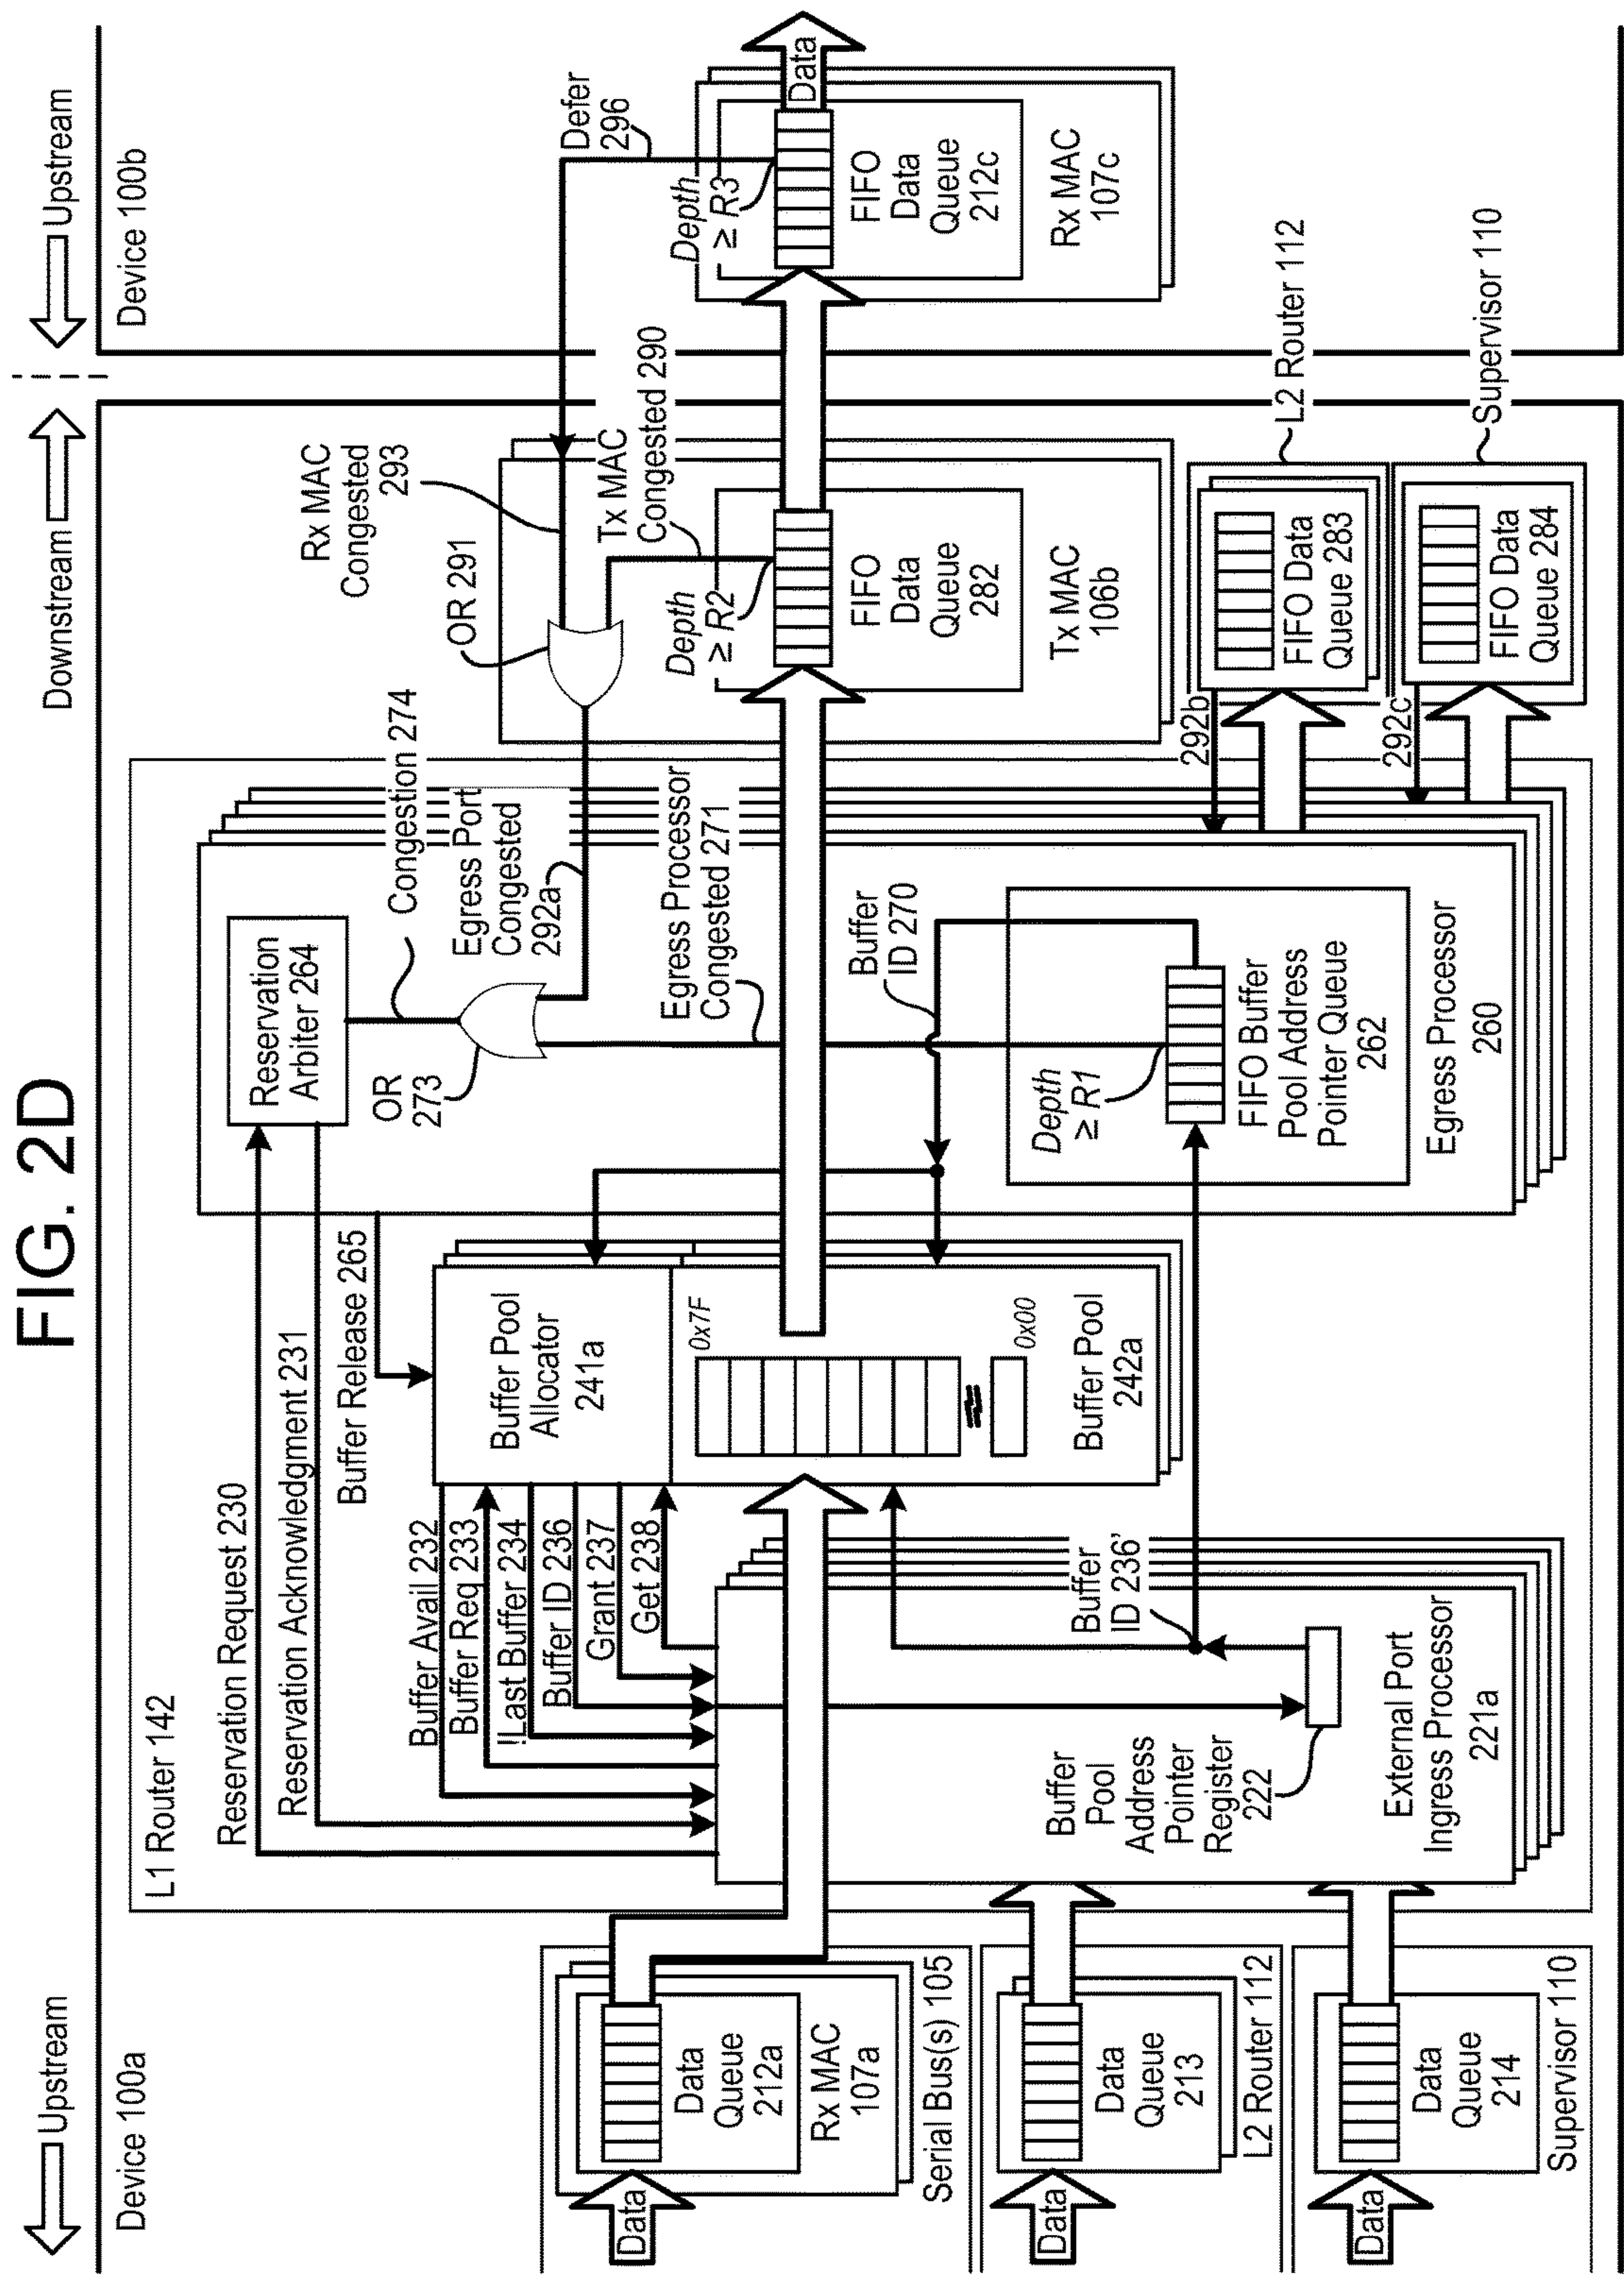 FIG. 2D
Upstream
Downstream
Upstream
Device 100a
Device 100b
L1 Router 142
Reservation Request 230
Reservation Acknowledgment 231
Buffer Release 265
Buffer Avail 232
Buffer Req 233
!Last Buffer 234
Buffer ID 236
Grant 237
Get 238
Data
Data
Queue
212a
Rx MAC
107a
Serial Bus(s) 105
Data
Data
Queue
213
L2 Router 112
Data
Data
Queue
214
Supervisor 110
Buffer
Pool
Address
Pointer
Register
222
External Port
Ingress Processor
221a
Buffer
ID 236'
Buffer Pool
Allocator
241a
0x7F
0x00
Buffer Pool
242a
Reservation
Arbiter 264
OR
273
Congestion 274
Egress Port
Congested
292a
Egress Processor
Congested 271
Buffer
ID 270
Depth
≥ R1
FIFO Buffer
Pool Address
Pointer Queue
262
Egress Processor
260
Rx MAC
Congested
293
OR 291
Tx MAC
Congested 290
Depth
≥ R2
FIFO
Data
Queue
282
Tx MAC
106b
292b
FIFO Data
Queue 283
L2 Router 112
292c
FIFO Data
Queue 284
Supervisor 110
Defer
296
Depth
≥ R3
FIFO
Data
Queue
212c
Rx MAC
107c
Data